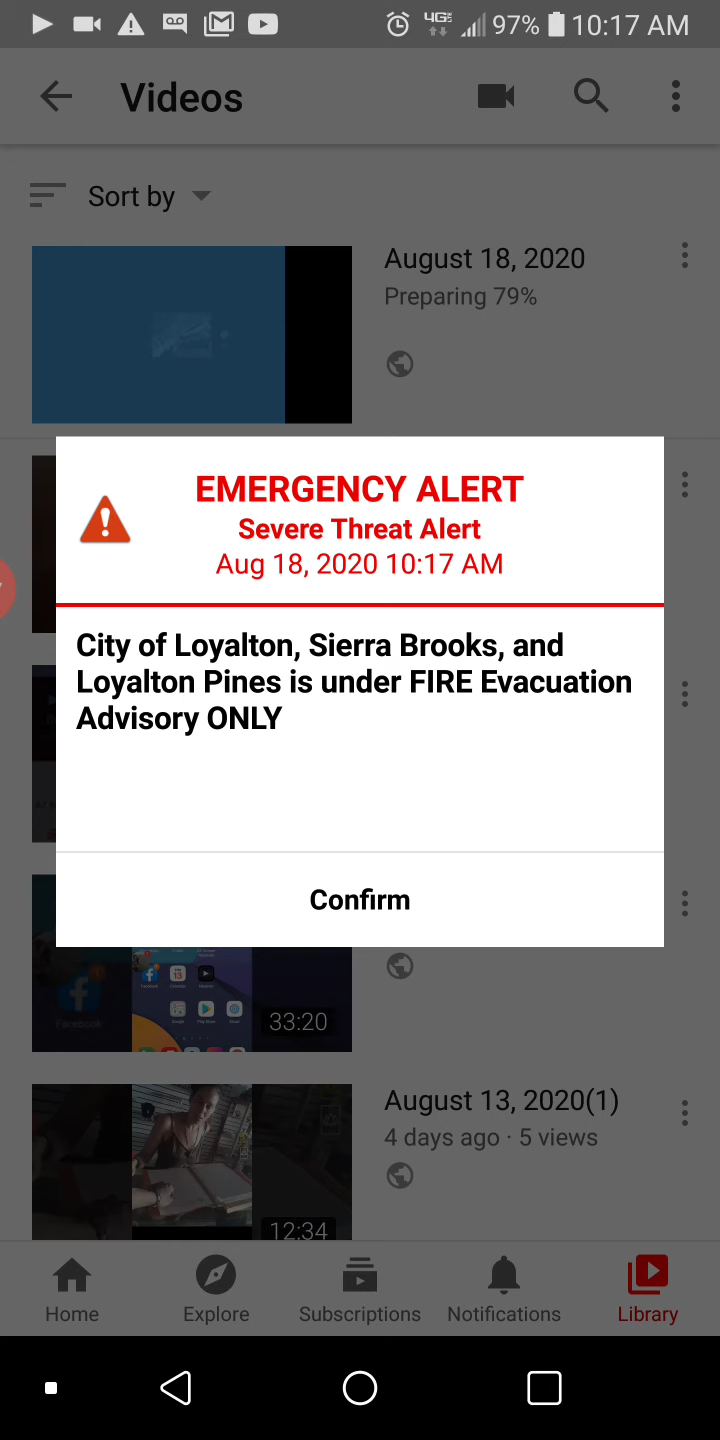 4GE 97% 10:17 AM
Videos
Sort by
August 18, 2020
Preparing 79%
EMERGENCY ALERT
Severe Threat Alert
Aug 18, 2020 10:17 AM
City of Loyalton, Sierra Brooks, and
Loyalton Pines is under FIRE Evacuation
Advisory ONLY
Confirm
Facebook
33:20
August 13, 2020(1)
4 days ago · 5 views
12:34
Home Explore Subscriptions Notifications Library